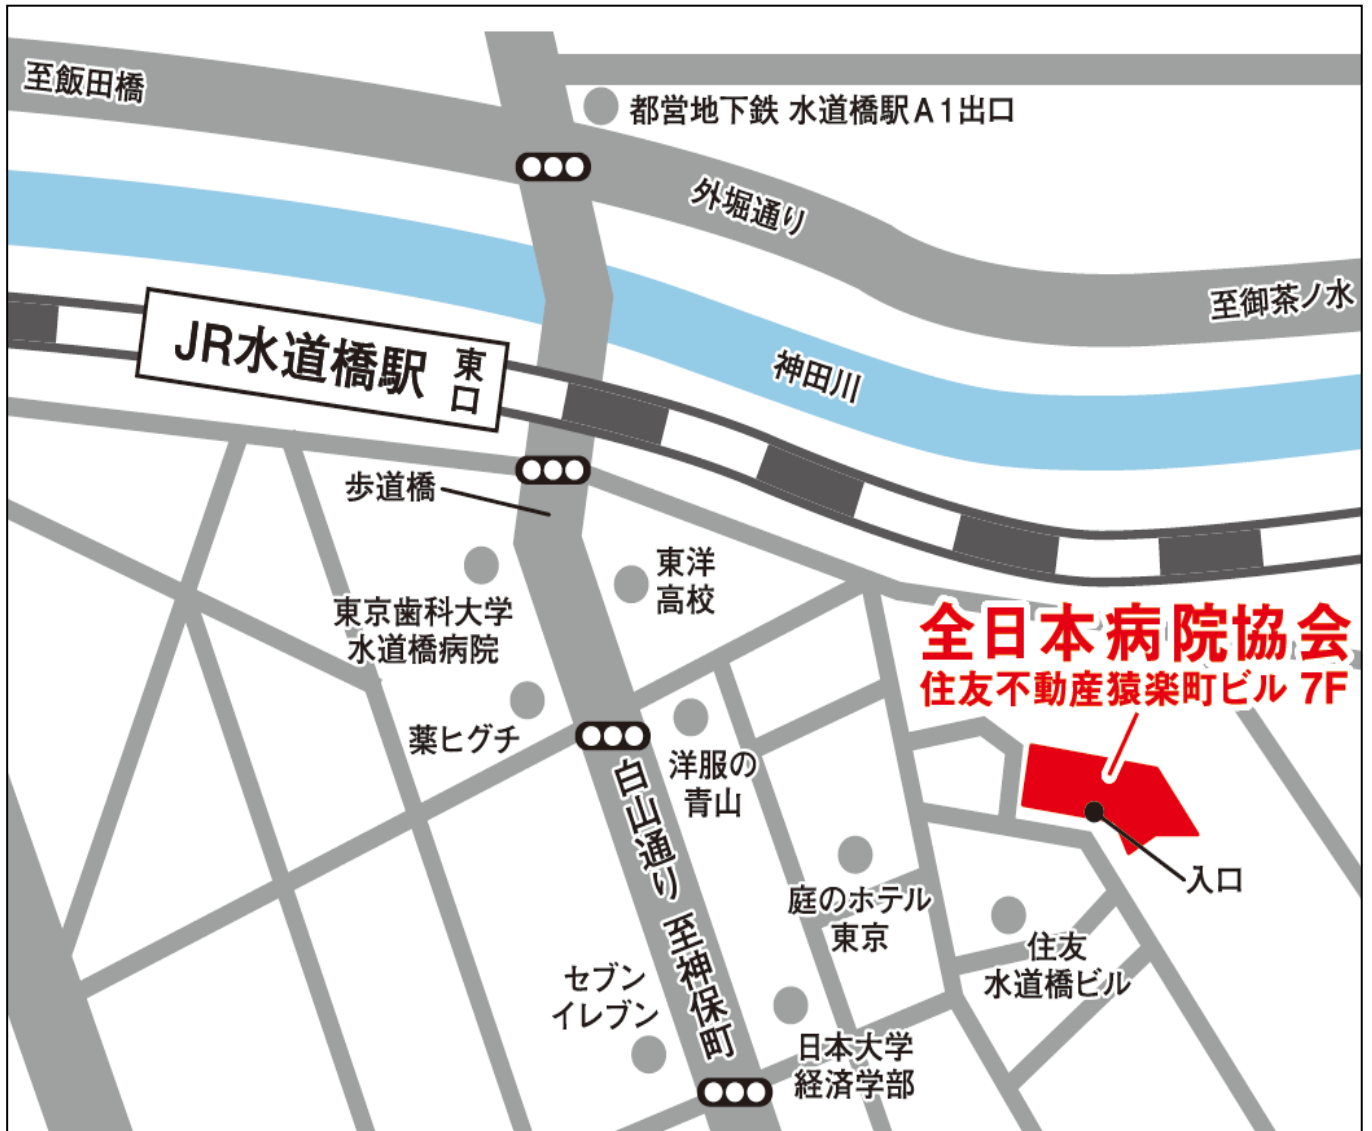 至飯田橋
都営地下鉄 水道橋駅A1出口
外堀通り
至御茶ノ水
JR水道橋駅
東口
神田川
歩道橋
東洋
高校
東京歯科大学
水道橋病院
全日本病院協会
住友不動産猿楽町ビル 7F
薬ヒグチ
洋服の
青山
白山通り 至神保町
入口
庭のホテル
東京
住友
水道橋ビル
セブン
イレブン
日本大学
経済学部